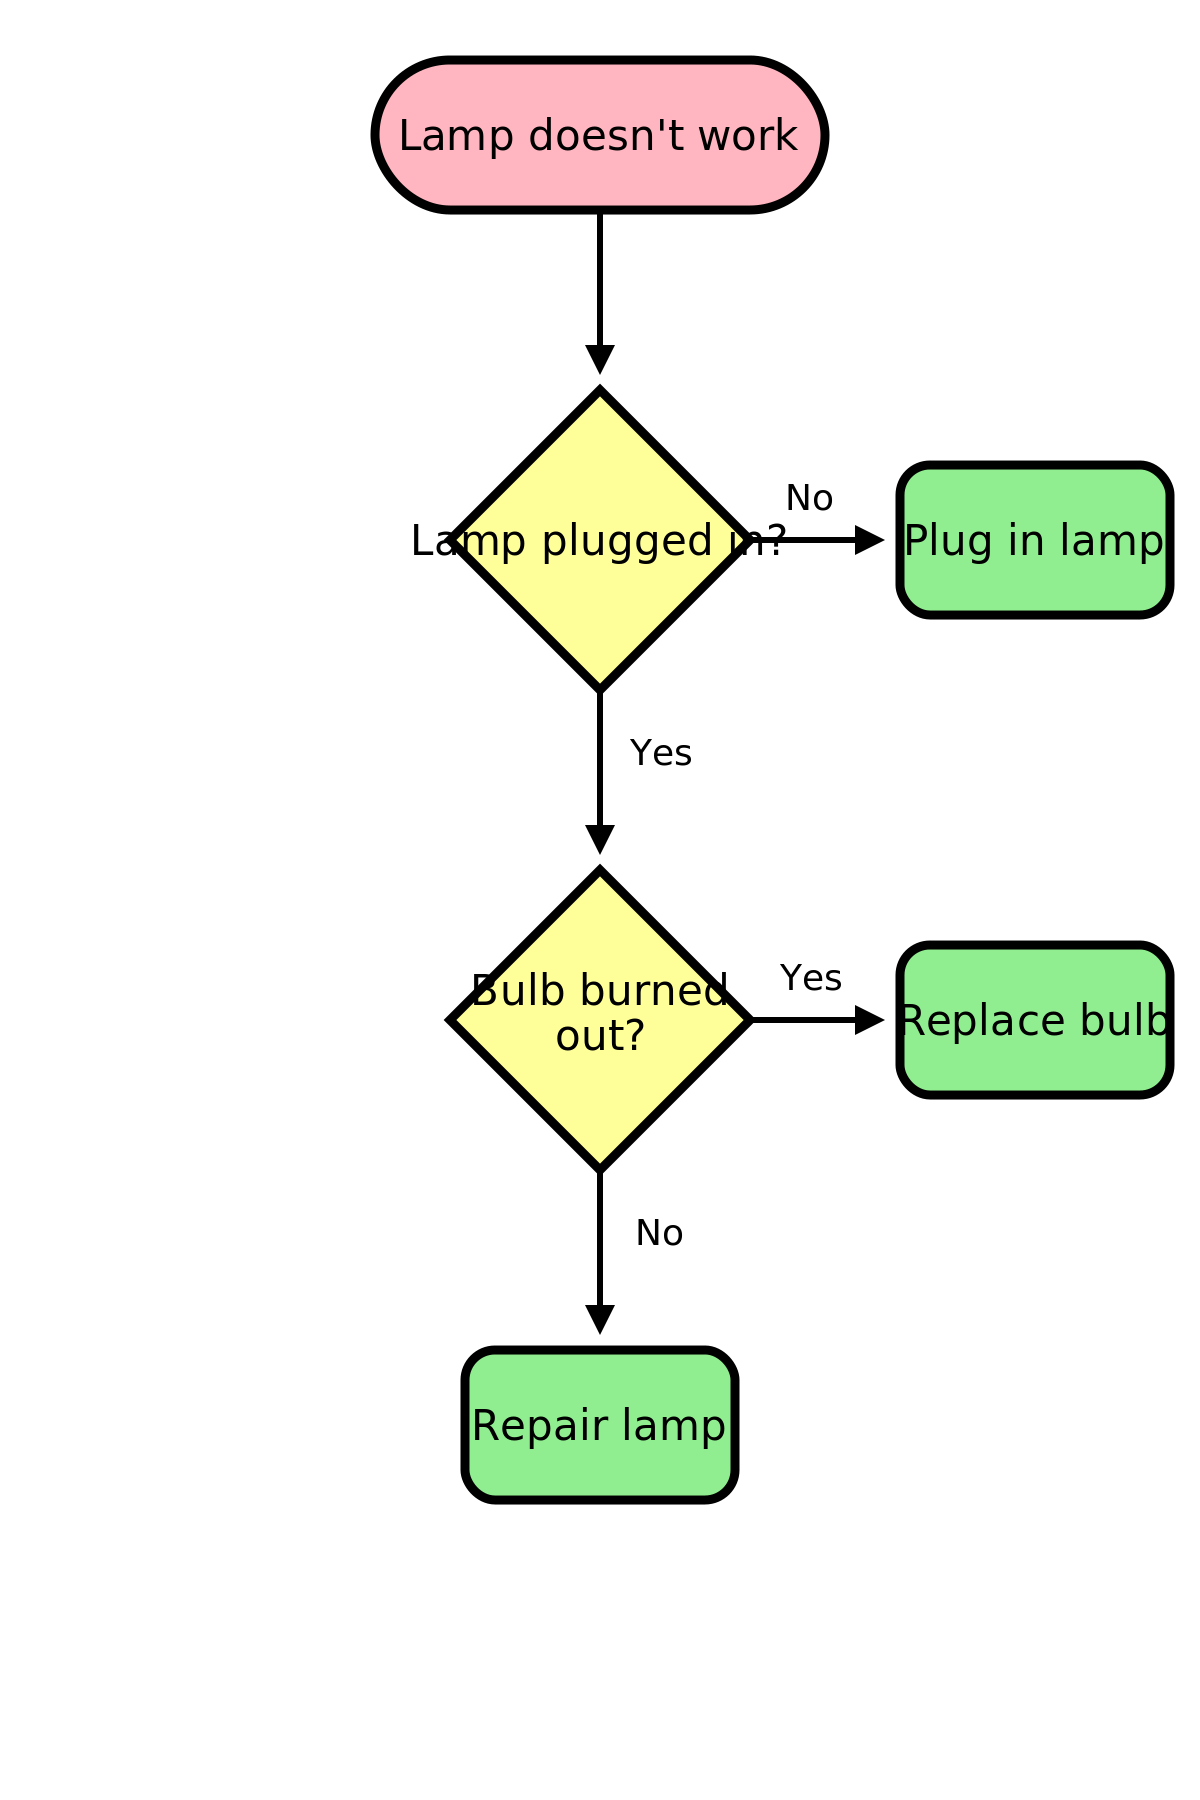 Lamp doesn't work
Lamp plugged in?
No
Plug in lamp
Yes
Bulb burned
out?
Yes
Replace bulb
No
Repair lamp